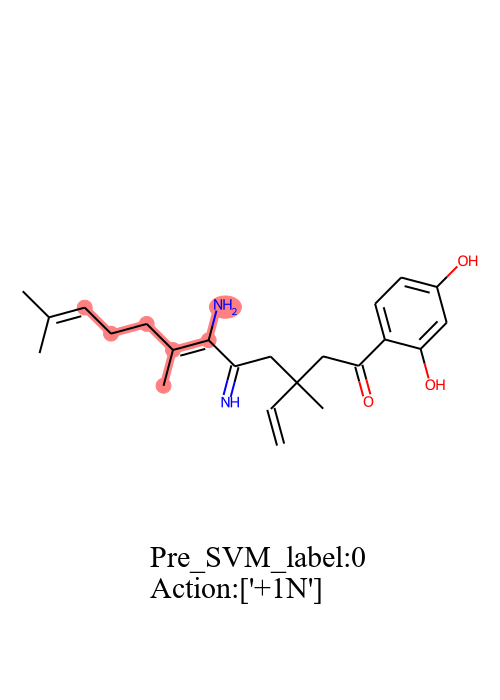 OH
NH2
NH
O
OH
Pre_SVM_label:0
Action:['+1N']